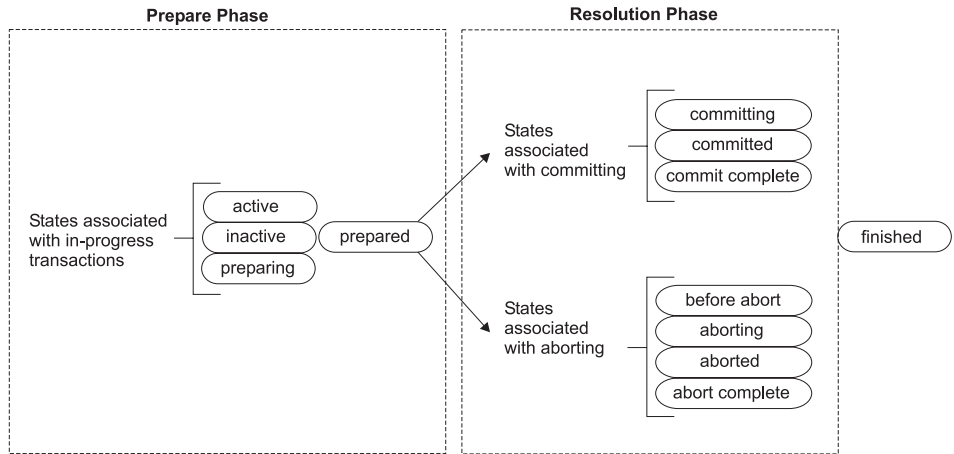 Prepare Phase
Resolution Phase
States associated
with in-progress
transactions
active
inactive
preparing
prepared
States
associated
with committing
committing
committed
commit complete
States
associated
with aborting
before abort
aborting
aborted
abort complete
finished